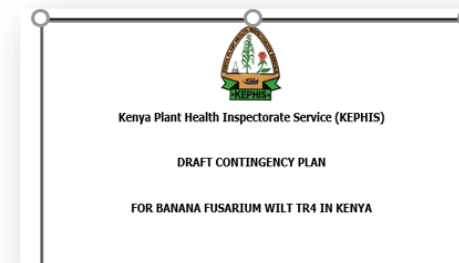 KEPHIS
Kenya Plant Health Inspectorate Service (KEPHIS)
DRAFT CONTINGENCY PLAN
FOR BANANA FUSARIUM WILT TR4 IN KENYA